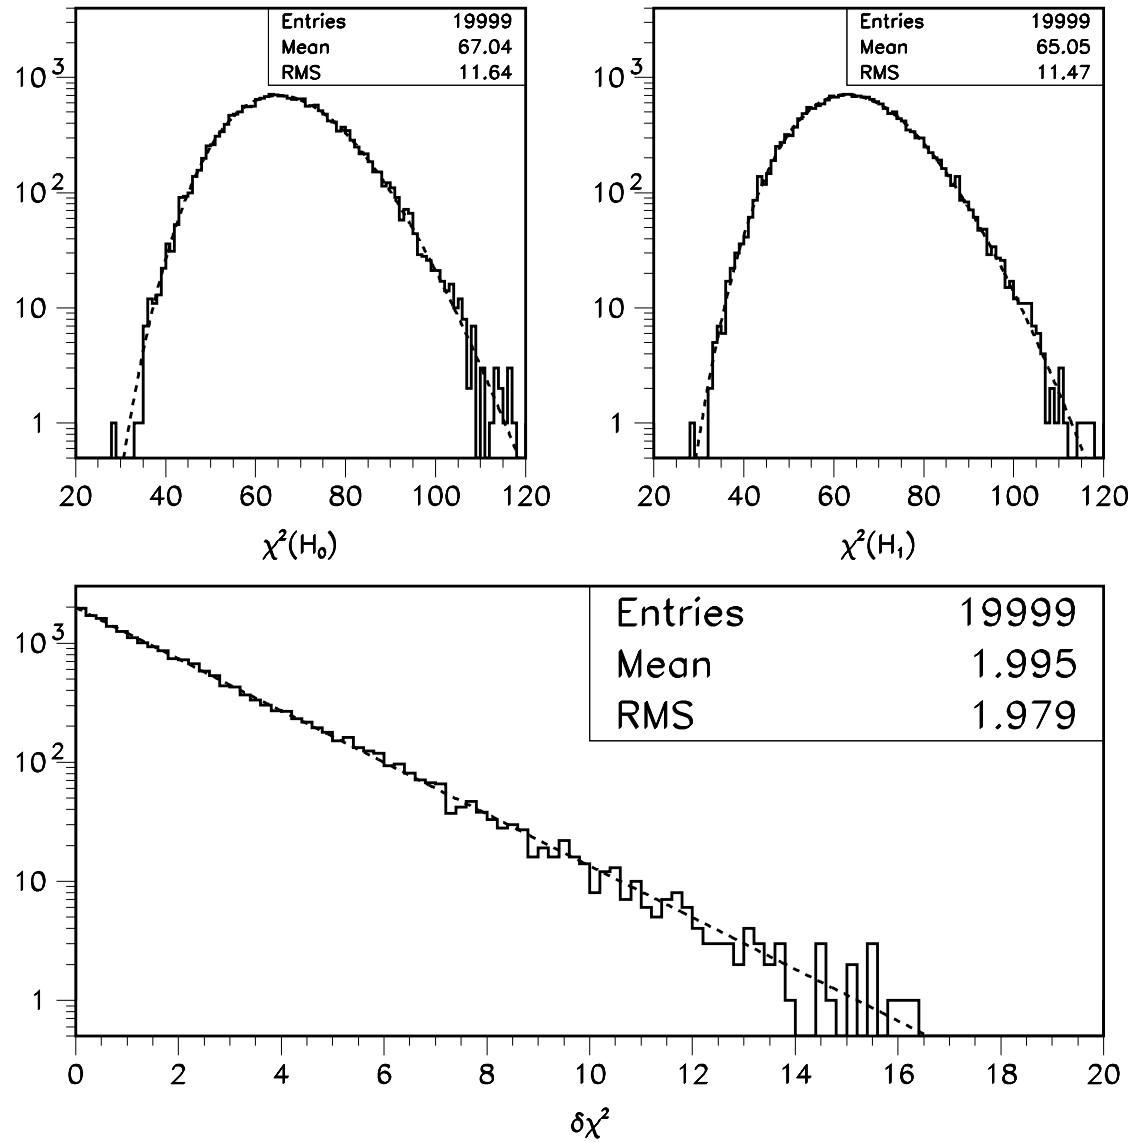 Entries 19999
Mean 67.04
RMS 11.64
10³
10²
10
1
20 40 60 80 100 120
χ²(H₀)
Entries 19999
Mean 65.05
RMS 11.47
10³
10²
10
1
20 40 60 80 100 120
χ²(H₁)
Entries 19999
Mean 1.995
RMS 1.979
10³
10²
10
1
0 2 4 6 8 10 12 14 16 18 20
δχ²